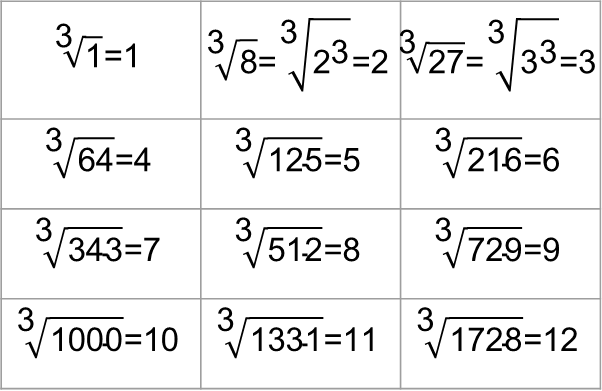 ∛1=1 ∛8=∛2³=2 ∛27=∛3³=3
∛64=4 ∛125=5 ∛216=6
∛343=7 ∛512=8 ∛729=9
∛1000=10 ∛1331=11 ∛1728=12